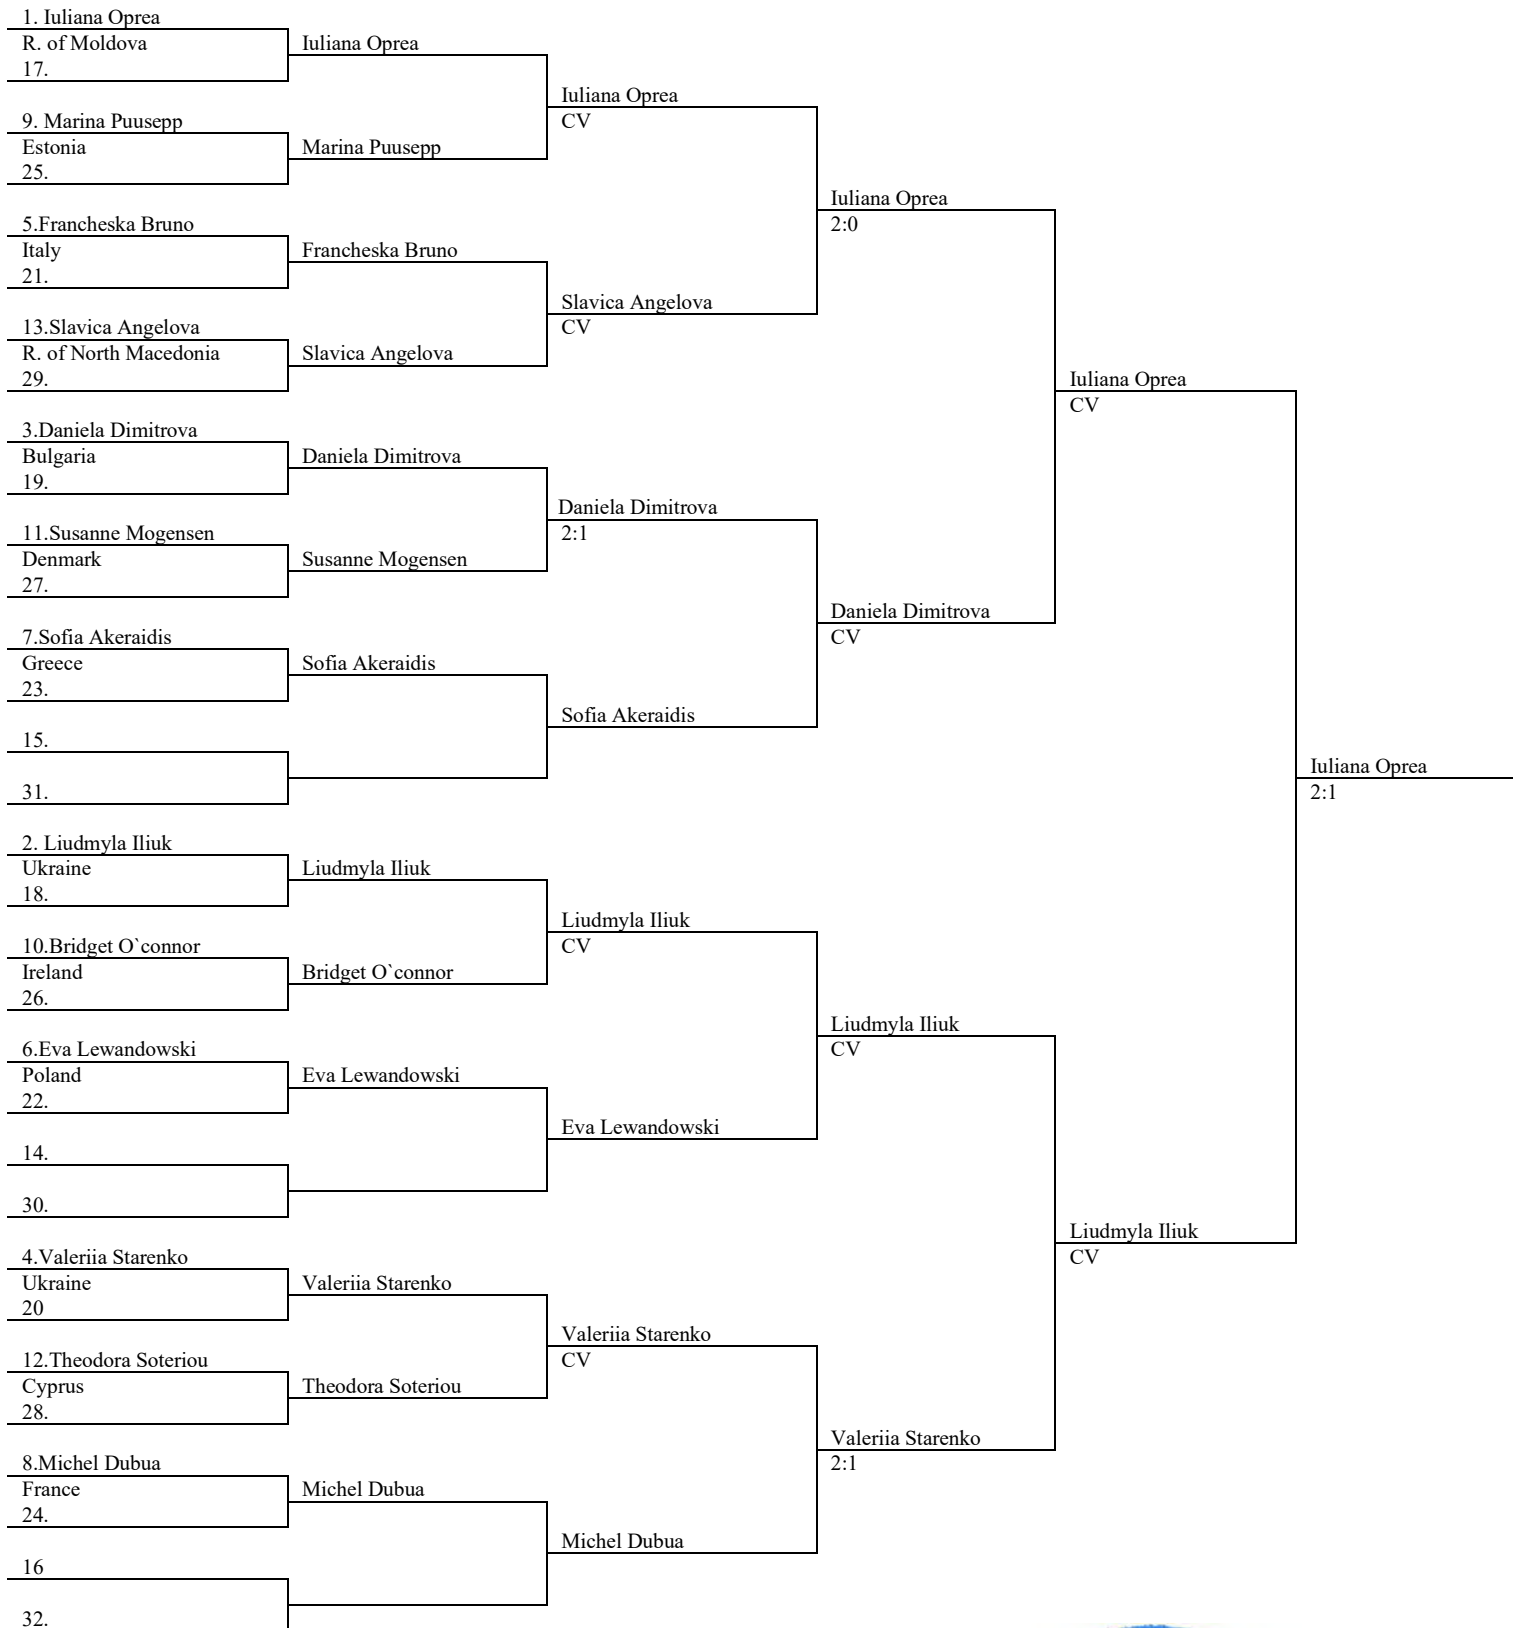 1. Iuliana Oprea
R. of Moldova
17.
9. Marina Puusepp
Estonia
25.
5.Francheska Bruno
Italy
21.
13.Slavica Angelova
R. of North Macedonia
29.
3.Daniela Dimitrova
Bulgaria
19.
11.Susanne Mogensen
Denmark
27.
7.Sofia Akeraidis
Greece
23.
15.
31.
2. Liudmyla Iliuk
Ukraine
18.
10.Bridget O`connor
Ireland
26.
6.Eva Lewandowski
Poland
22.
14.
30.
4.Valeriia Starenko
Ukraine
20
12.Theodora Soteriou
Cyprus
28.
8.Michel Dubua
France
24.
16
32.
Iuliana Oprea
Marina Puusepp
Francheska Bruno
Slavica Angelova
Daniela Dimitrova
Susanne Mogensen
Sofia Akeraidis
Liudmyla Iliuk
Bridget O`connor
Eva Lewandowski
Valeriia Starenko
Theodora Soteriou
Michel Dubua
Iuliana Oprea
CV
Slavica Angelova
CV
Daniela Dimitrova
2:1
Sofia Akeraidis
Liudmyla Iliuk
CV
Eva Lewandowski
Valeriia Starenko
CV
Michel Dubua
Iuliana Oprea
2:0
Daniela Dimitrova
CV
Liudmyla Iliuk
CV
Valeriia Starenko
2:1
Iuliana Oprea
CV
Liudmyla Iliuk
CV
Iuliana Oprea
2:1